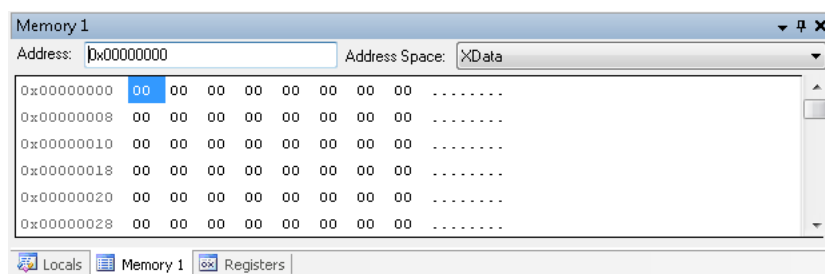 Memory 1
Address: 0x00000000 Address Space: XData
0x00000000 00 00 00 00 00 00 00 00 ........
0x00000008 00 00 00 00 00 00 00 00 ........
0x00000010 00 00 00 00 00 00 00 00 ........
0x00000018 00 00 00 00 00 00 00 00 ........
0x00000020 00 00 00 00 00 00 00 00 ........
0x00000028 00 00 00 00 00 00 00 00 ........
Locals Memory 1 Registers